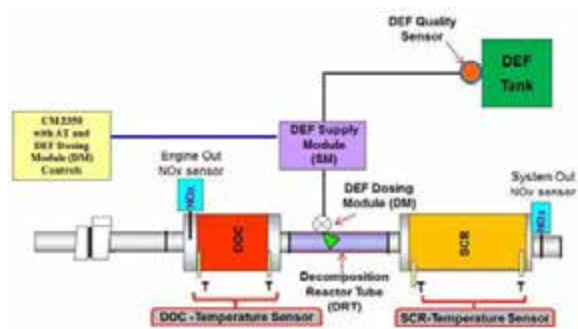 DEF Quality
Sensor
DEF
Tank
CM2350
with AT and
DEF Dosing
Module (DM)
Controls
DEF Supply
Module
(SM)
Engine Out
NOx sensor
System Out
NOx sensor
DEF Dosing
Module (DM)
NOx
NOx
DOC
SCR
T
T
T
T
Decomposition
Reactor Tube
(DRT)
DOC -Temperature Sensor
SCR-Temperature Sensor